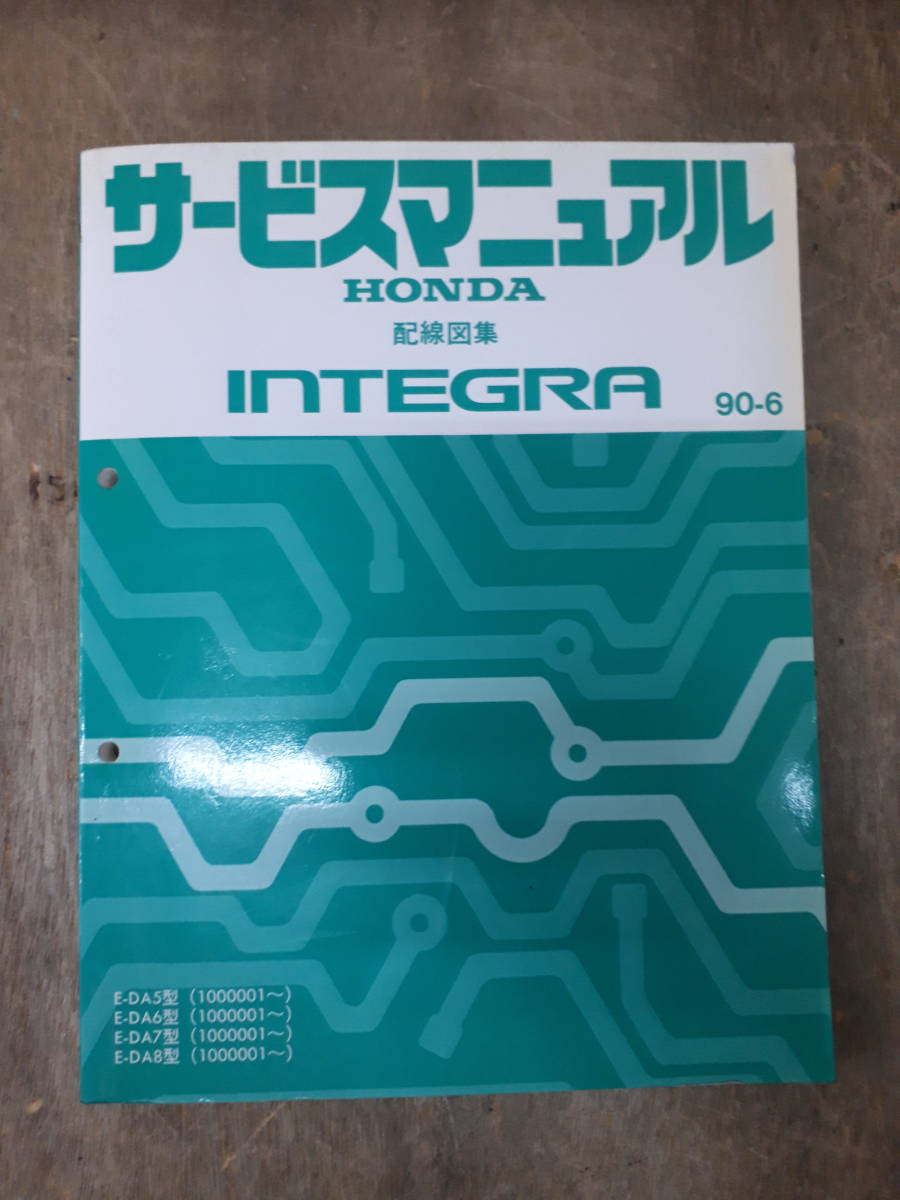 サービスマニュアル
HONDA
配線図集
INTEGRA 90-6
E-DA5型 (1000001〜)
E-DA6型 (1000001〜)
E-DA7型 (1000001〜)
E-DA8型 (1000001〜)